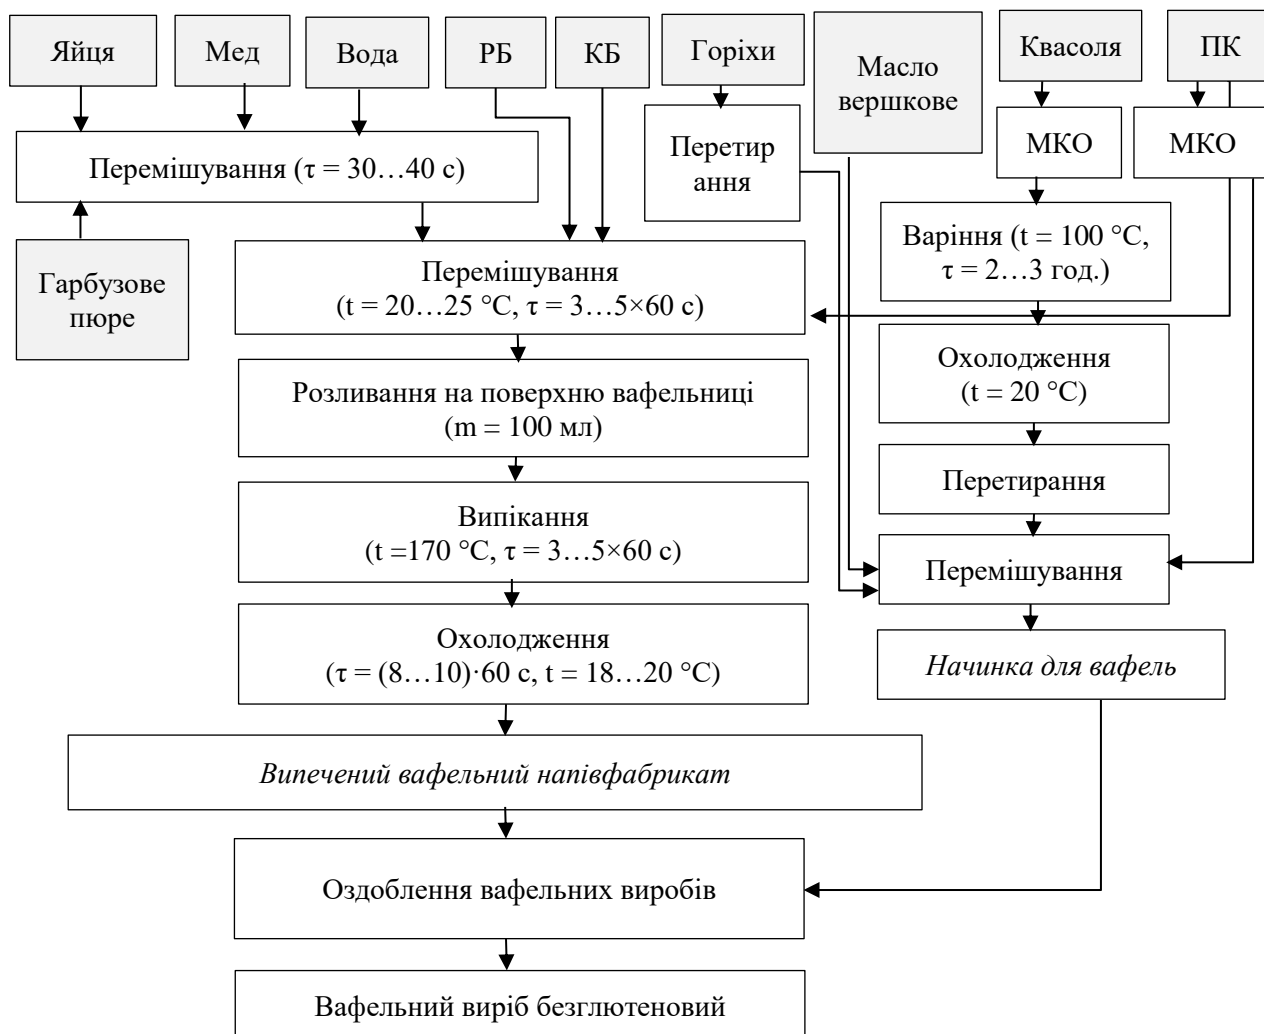 Яйця
Мед
Вода
РБ
КБ
Горіхи
Масло
вершкове
Квасоля
ПК
Перемішування (τ = 30…40 с)
Перетир
ання
МКО
МКО
Гарбузове
пюре
Перемішування
(t = 20…25 °С, τ = 3…5×60 с)
Варіння (t = 100 °С,
τ = 2…3 год.)
Розливання на поверхню вафельниці
(m = 100 мл)
Охолодження
(t = 20 °С)
Перетирання
Випікання
(t =170 °С, τ = 3…5×60 с)
Перемішування
Охолодження
(τ = (8…10)·60 с, t = 18…20 °С)
Начинка для вафель
Випечений вафельний напівфабрикат
Оздоблення вафельних виробів
Вафельний виріб безглютеновий